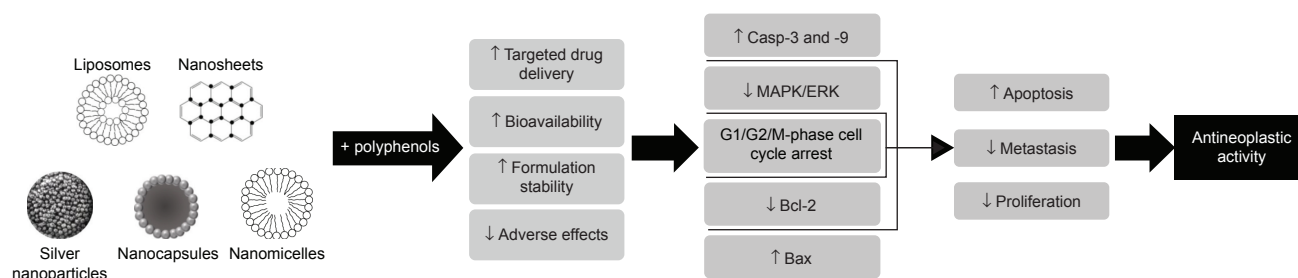 Liposomes
Nanosheets
Silver
nanoparticles
Nanocapsules
Nanomicelles
+ polyphenols
↑ Targeted drug
delivery
↑ Bioavailability
↑ Formulation
stability
↓ Adverse effects
↑ Casp-3 and -9
↓ MAPK/ERK
G1/G2/M-phase cell
cycle arrest
↓ Bcl-2
↑ Bax
↑ Apoptosis
↓ Metastasis
↓ Proliferation
Antineoplastic
activity